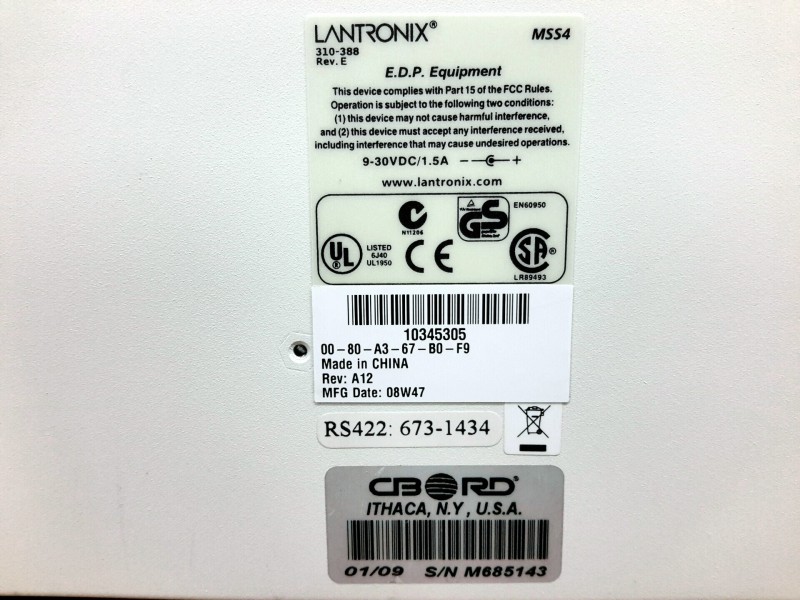 LANTRONIX® MSS4
310-388
Rev. E
E.D.P. Equipment
This device complies with Part 15 of the FCC Rules.
Operation is subject to the following two conditions:
(1) this device may not cause harmful interference,
and (2) this device must accept any interference received,
including interference that may cause undesired operations.
9-30VDC/1.5A - +
www.lantronix.com
N11206
GS
EN60950
UL®
LISTED
6J40
UL1950
CE
SA®
LR89493
10345305
00-80-A3-67-B0-F9
Made in CHINA
Rev: A12
MFG Date: 08W47
RS422: 673-1434
CBORD®
ITHACA, N.Y, U.S.A.
01/09 S/N M685143